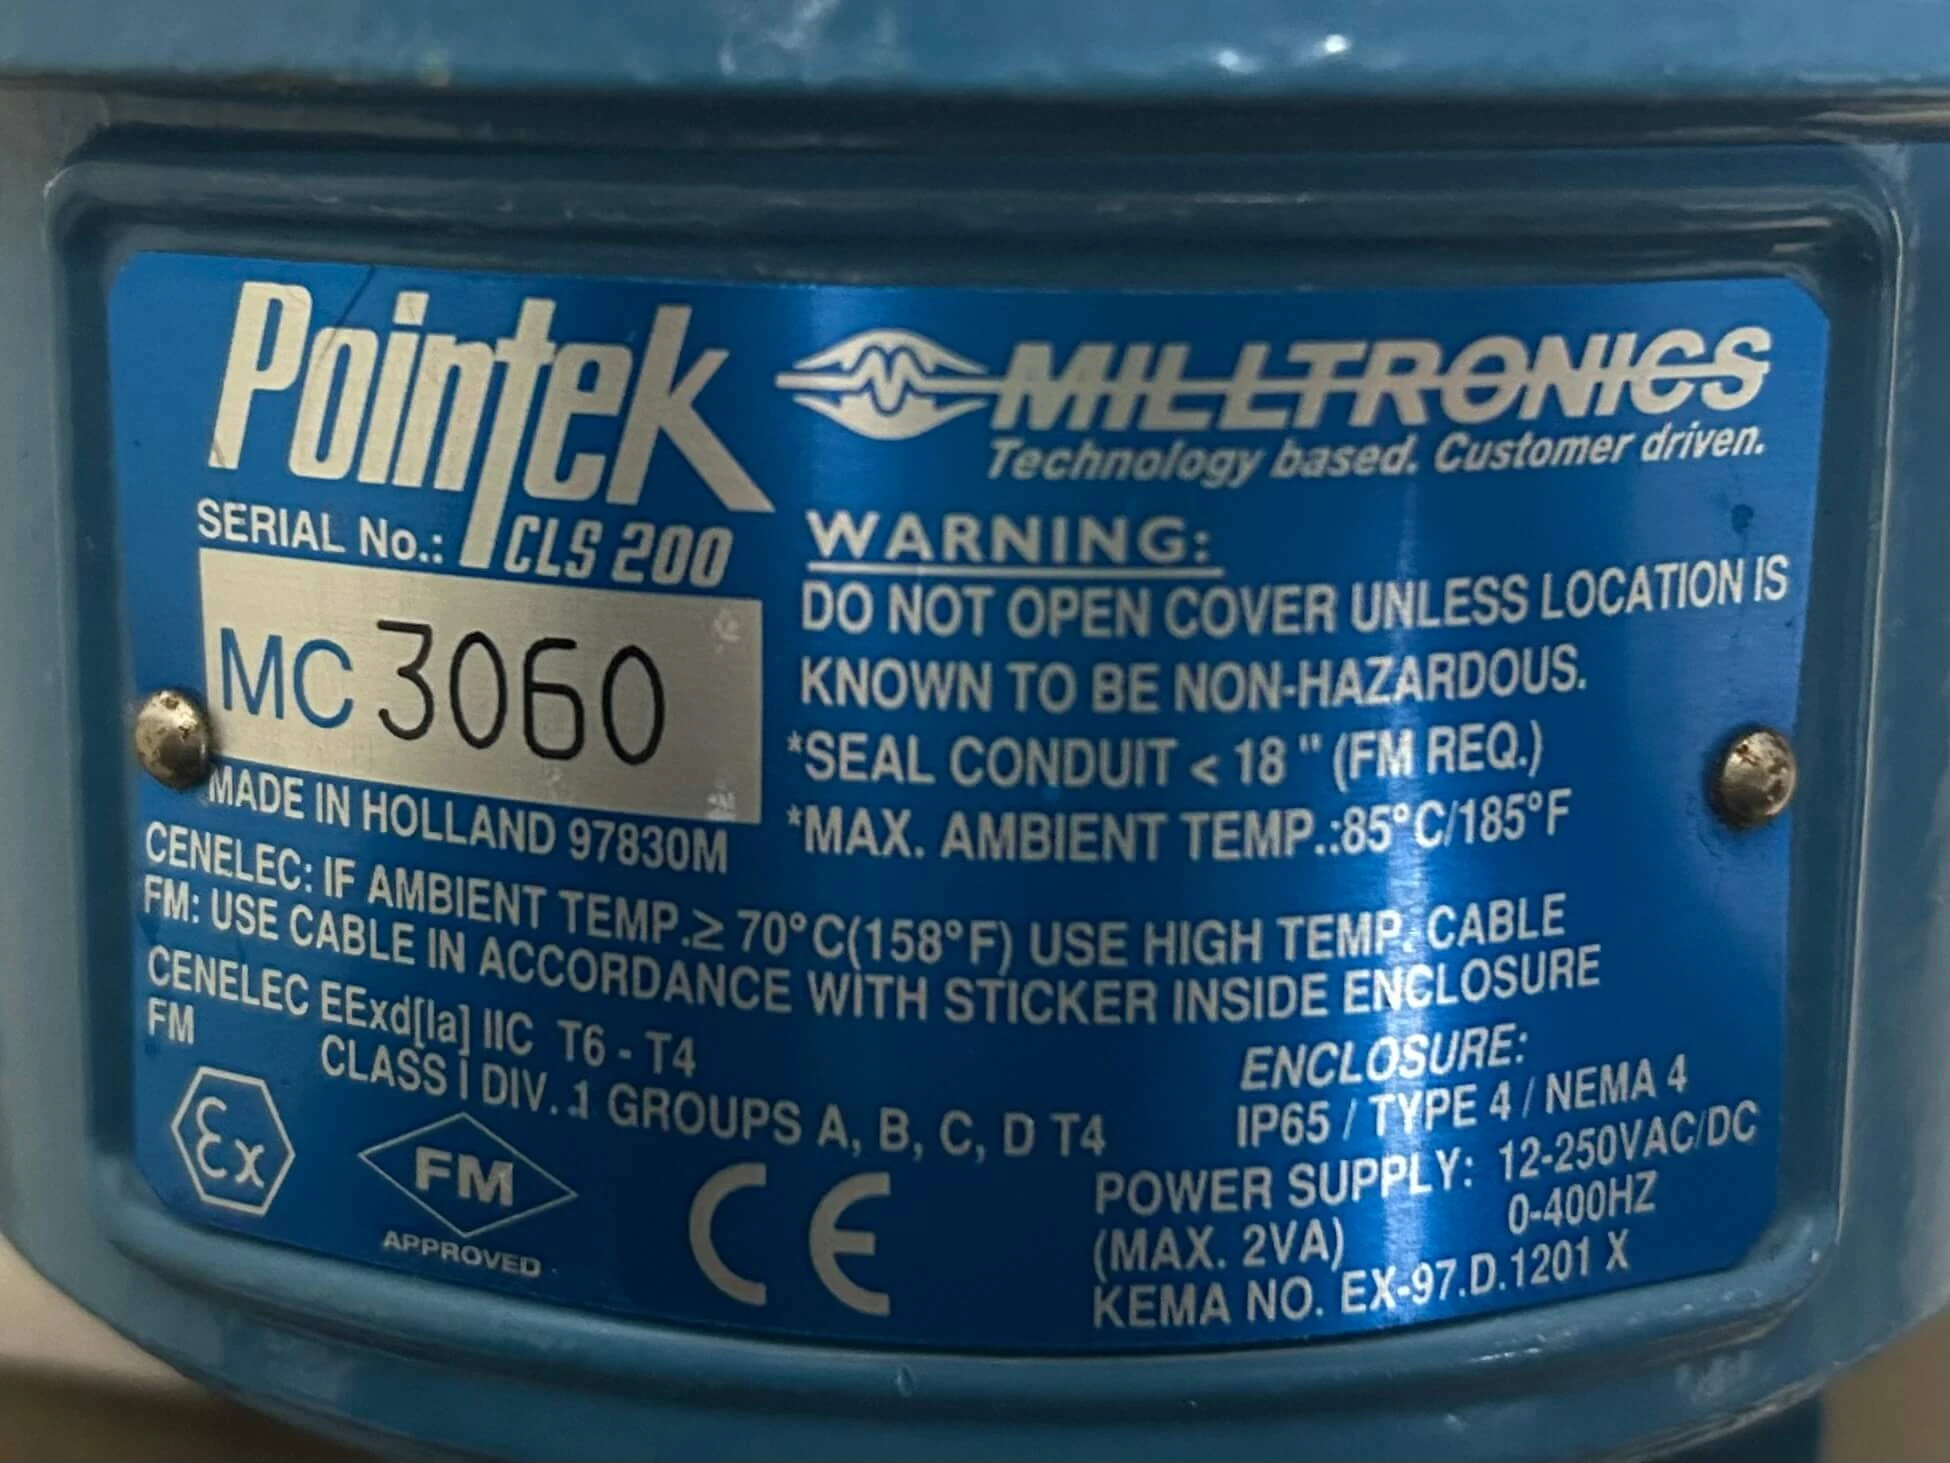 Pointek
CLS 200
MILLTRONICS
Technology based. Customer driven.
SERIAL No.:
MC 3060
MADE IN HOLLAND 97830M
WARNING:
DO NOT OPEN COVER UNLESS LOCATION IS
KNOWN TO BE NON-HAZARDOUS.
*SEAL CONDUIT < 18 " (FM REQ.)
*MAX. AMBIENT TEMP.:85°C/185°F
CENELEC: IF AMBIENT TEMP.≥ 70°C(158°F) USE HIGH TEMP. CABLE
FM: USE CABLE IN ACCORDANCE WITH STICKER INSIDE ENCLOSURE
CENELEC EExd[Ia] IIC T6 - T4
FM CLASS I DIV. 1 GROUPS A, B, C, D T4
Ex
FM
APPROVED
CE
ENCLOSURE:
IP65 / TYPE 4 / NEMA 4
POWER SUPPLY: 12-250VAC/DC
(MAX. 2VA) 0-400HZ
KEMA NO. EX-97.D.1201 X